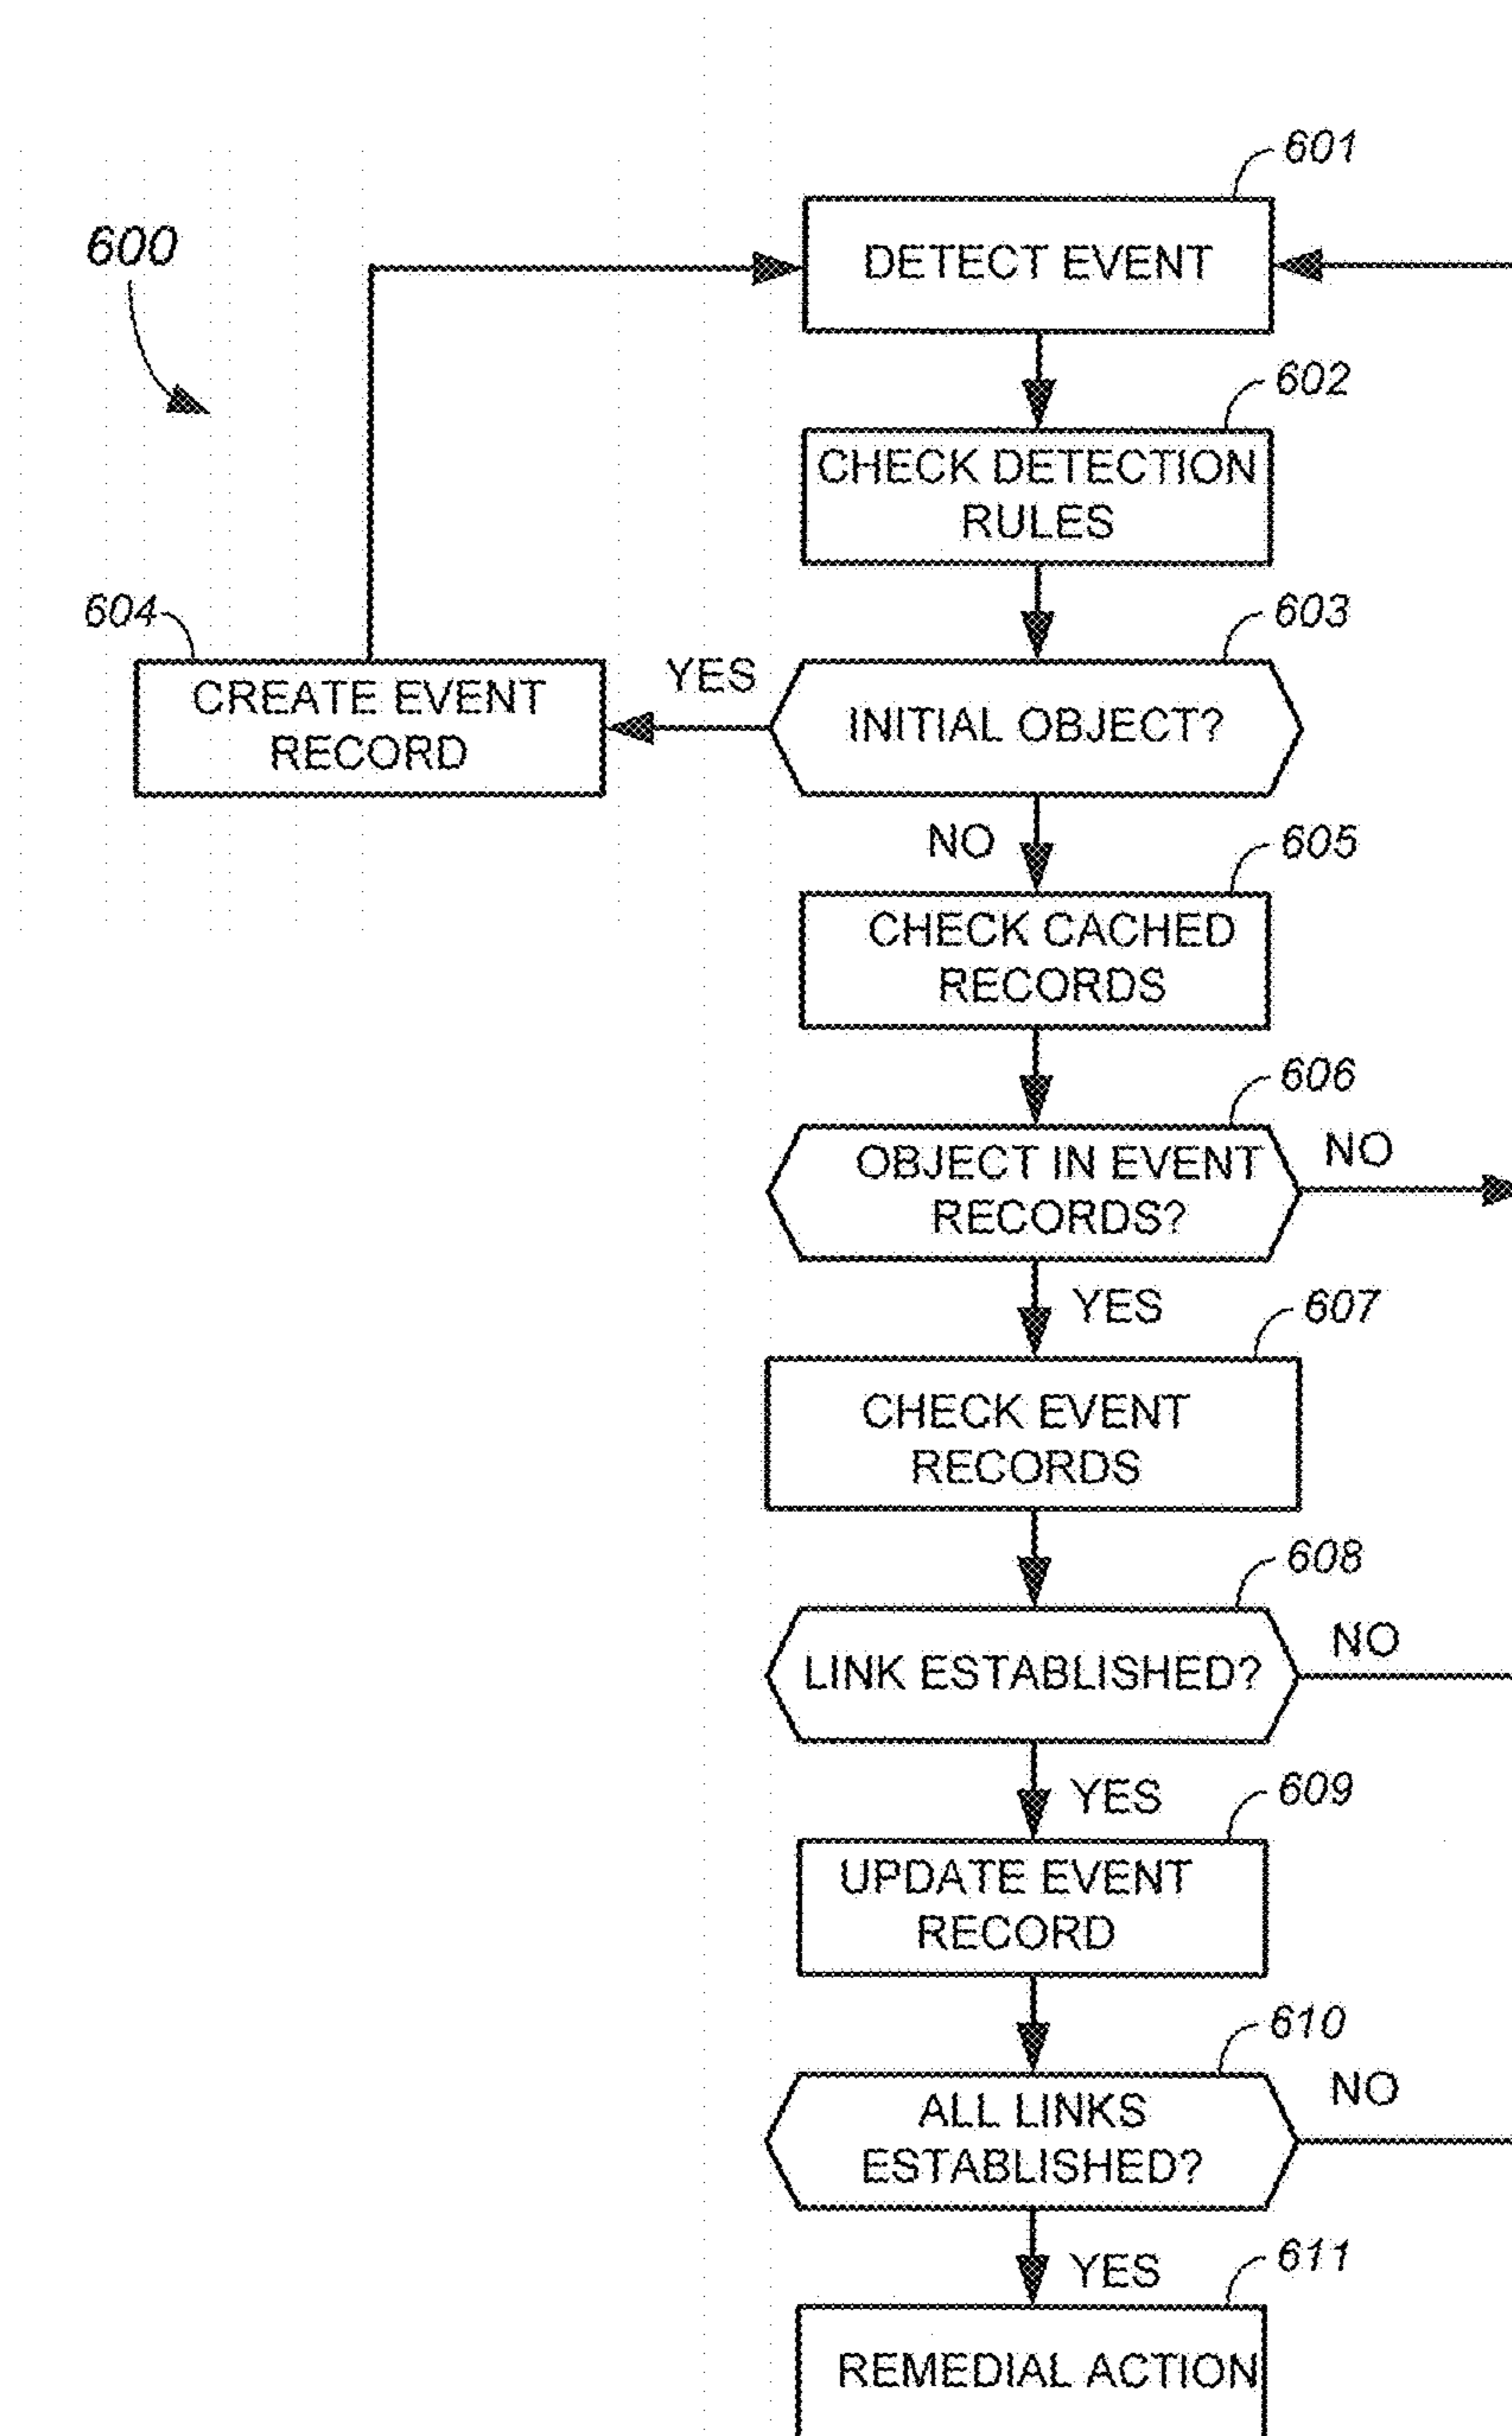 601
600
DETECT EVENT
602
CHECK DETECTION
RULES
604
603
YES
CREATE EVENT
RECORD
INITIAL OBJECT?
NO
605
CHECK CACHED
RECORDS
606
OBJECT IN EVENT
RECORDS?
NO
YES
607
CHECK EVENT
RECORDS
608
LINK ESTABLISHED?
NO
YES
609
UPDATE EVENT
RECORD
610
ALL LINKS
ESTABLISHED?
NO
YES
611
REMEDIAL ACTION